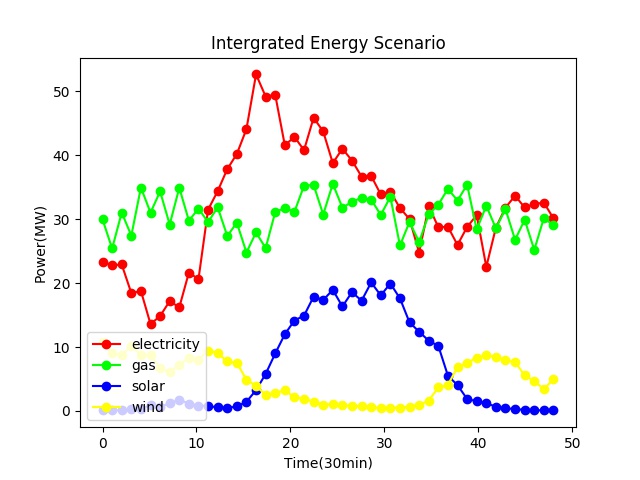 Intergrated Energy Scenario
Power(MW)
50
40
30
20
10
0
electricity
gas
solar
wind
0 10 20 30 40 50
Time(30min)